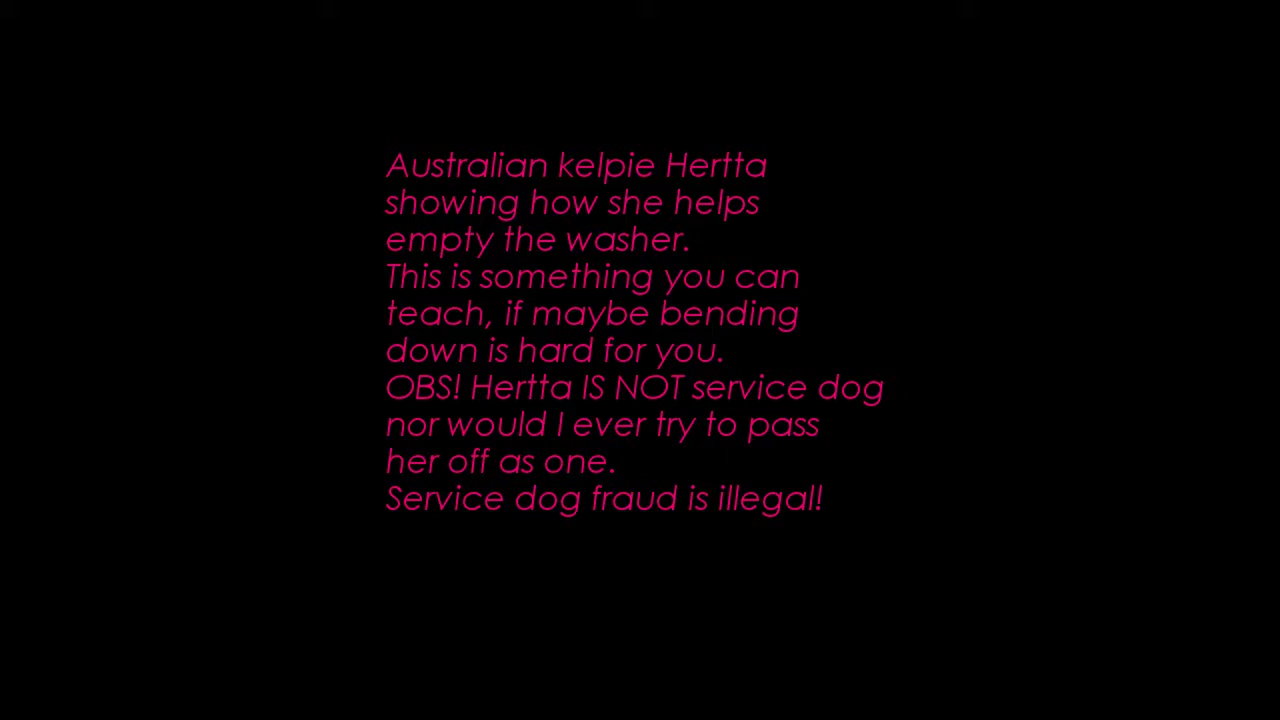 Australian kelpie Hertta
showing how she helps
empty the washer.
This is something you can
teach, if maybe bending
down is hard for you.
OBS! Hertta IS NOT service dog
nor would I ever try to pass
her off as one.
Service dog fraud is illegal!